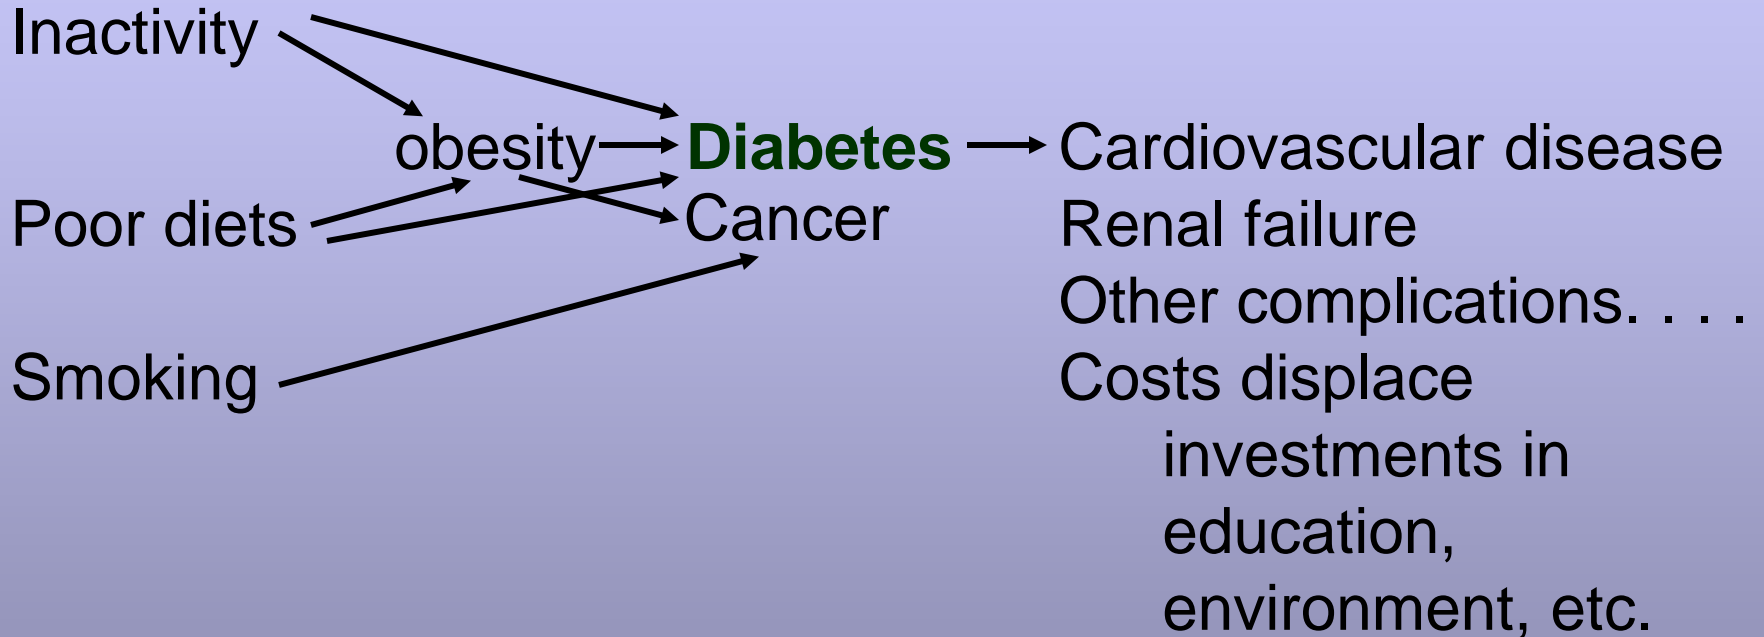 Inactivity
obesity Diabetes Cardiovascular disease
Poor diets Cancer Renal failure
Other complications. . . .
Smoking Costs displace
investments in
education,
environment, etc.